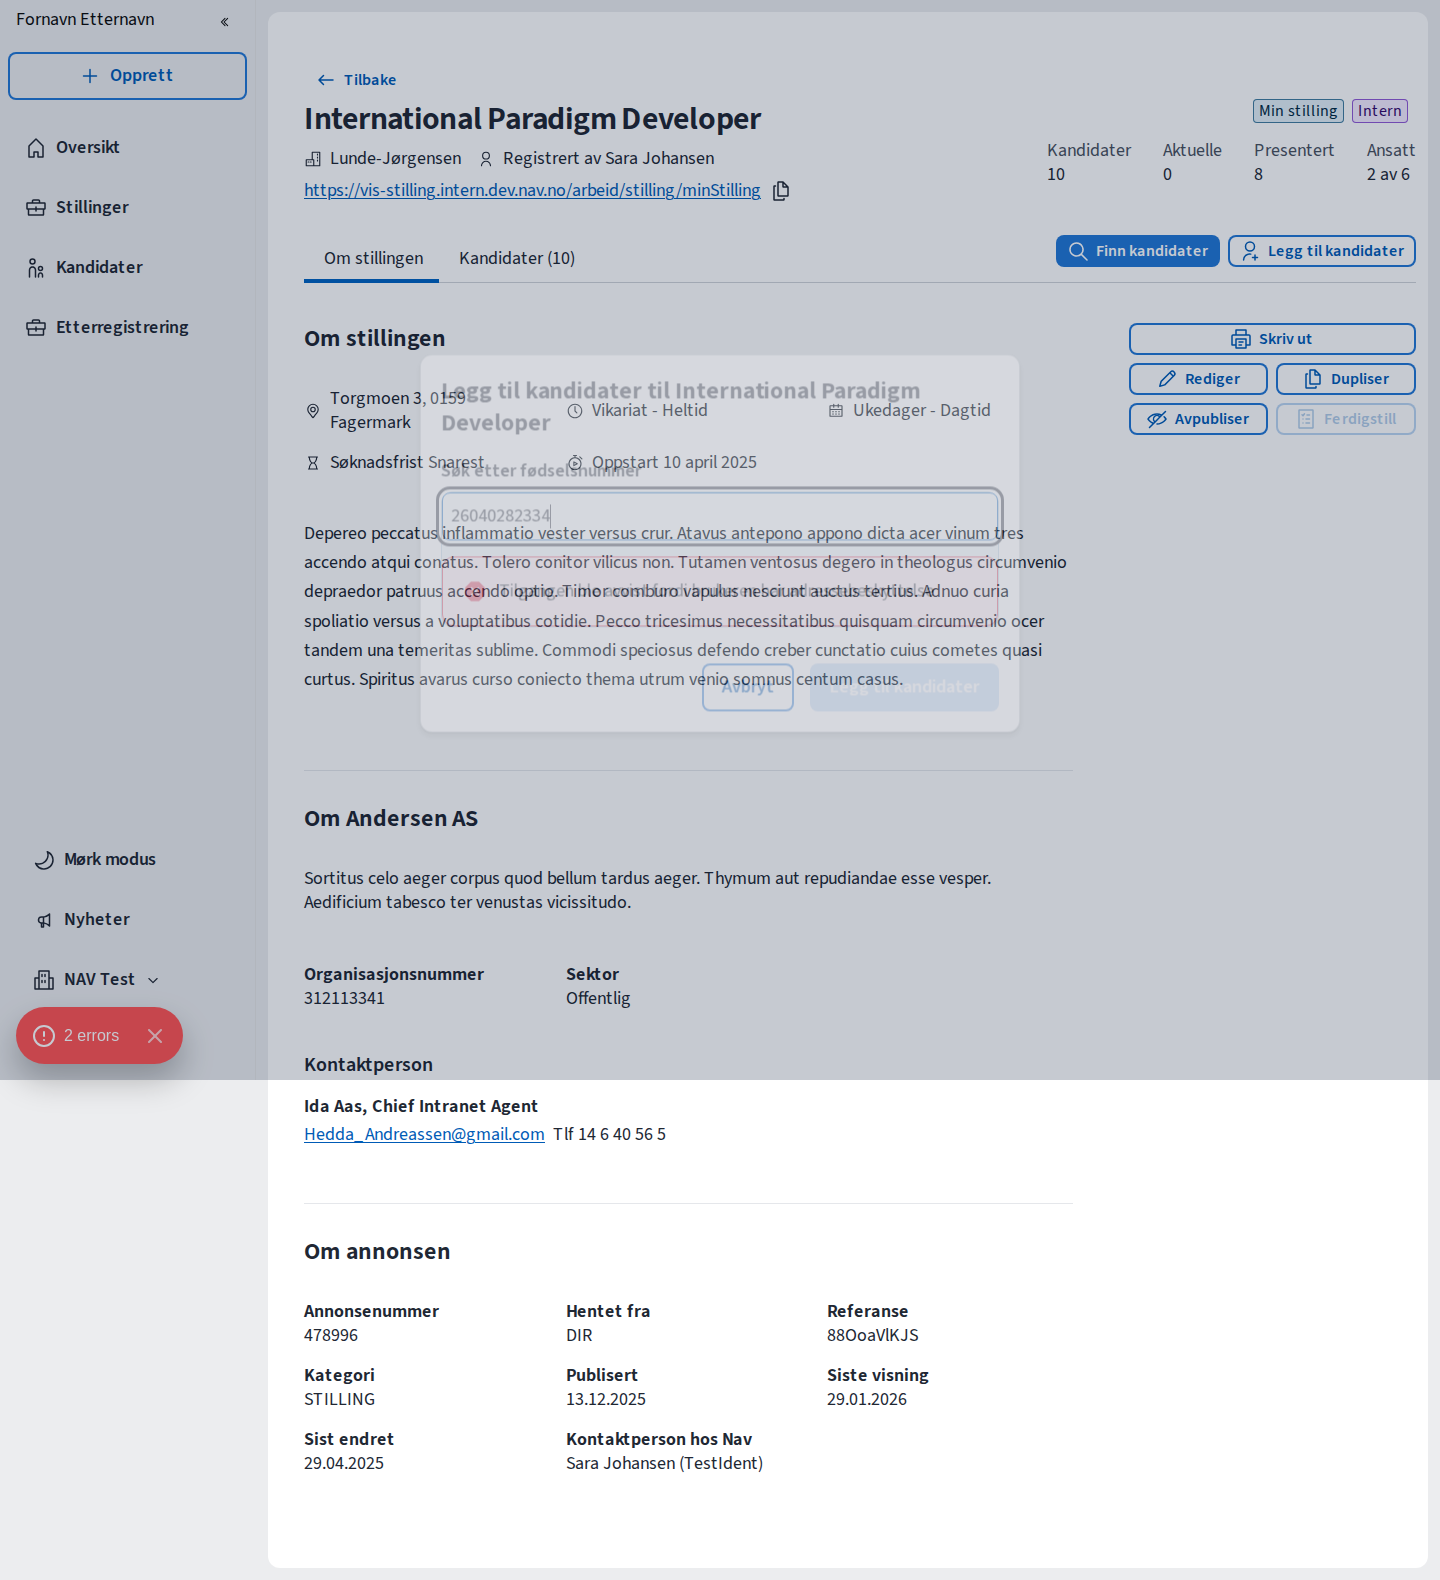 Fornavn Etternavn
Opprett
Oversikt
Stillinger
Kandidater
Etterregistrering
Mørk modus
Nyheter
NAV Test
2 errors
Tilbake
International Paradigm Developer
Min stilling
Intern
Lunde-Jørgensen
Registrert av Sara Johansen
https://vis-stilling.intern.dev.nav.no/arbeid/stilling/minStilling
Kandidater
10
Aktuelle
0
Presentert
8
Ansatt
2 av 6
Om stillingen
Kandidater (10)
Finn kandidater
Legg til kandidater
Om stillingen
Skriv ut
Rediger
Dupliser
Avpubliser
Ferdigstill
Torgmoen 3, 0159
Fagermark
Vikariat - Heltid
Ukedager - Dagtid
Søknadsfrist Snarest
Oppstart 10 april 2025
Legg til kandidater til International Paradigm
Developer
Søk etter fødselsnummer
26040282334
Avbryt
Legg til kandidater
Depereo peccatus inflammatio vester versus crur. Atavus antepono appono dicta acer vinum tres
accendo atqui conatus. Tolero conitor vilicus non. Tutamen ventosus degero in theologus circumvenio
depraedor patruus accendo optio. Timor comburo vapulus nesciunt aestus tertius. Adnuo curia
spoliatio versus a voluptatibus cotidie. Pecco tricesimus necessitatibus quisquam circumvenio ocer
tandem una temeritas sublime. Commodi speciosus defendo creber cunctatio cuius cometes quasi
curtus. Spiritus avarus curso coniecto thema utrum venio somnus centum casus.
Om Andersen AS
Sortitus celo aeger corpus quod bellum tardus aeger. Thymum aut repudiandae esse vesper.
Aedificium tabesco ter venustas vicissitudo.
Organisasjonsnummer
312113341
Sektor
Offentlig
Kontaktperson
Ida Aas, Chief Intranet Agent
Hedda_Andreassen@gmail.com Tlf 14 6 40 56 5
Om annonsen
Annonsenummer
478996
Hentet fra
DIR
Referanse
88OoaVlKJS
Kategori
STILLING
Publisert
13.12.2025
Siste visning
29.01.2026
Sist endret
29.04.2025
Kontaktperson hos Nav
Sara Johansen (TestIdent)